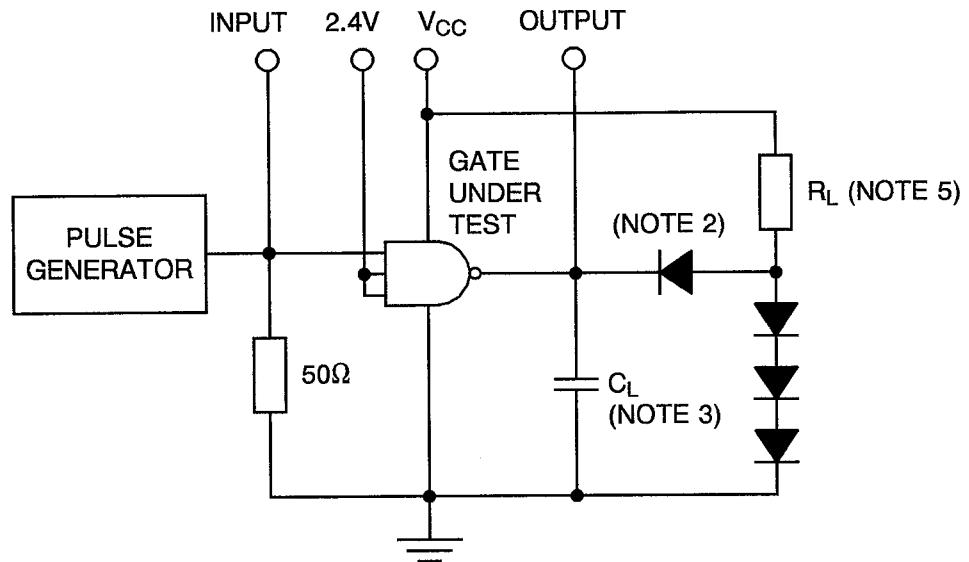 INPUT
2.4V
VCC
OUTPUT
GATE
UNDER
TEST
RL (NOTE 5)
(NOTE 2)
PULSE
GENERATOR
50Ω
CL
(NOTE 3)